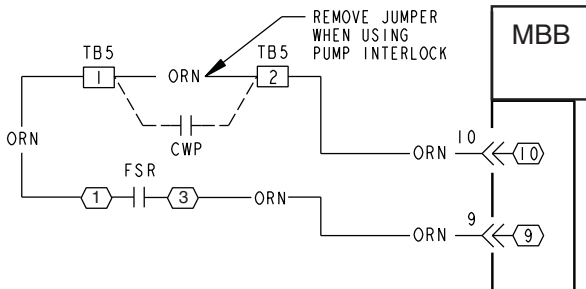 REMOVE JUMPER
WHEN USING
PUMP INTERLOCK
MBB
TB5
TB5
1
ORN
2
CWP
ORN
ORN
10
10
FSR
1
3
ORN
ORN
9
9